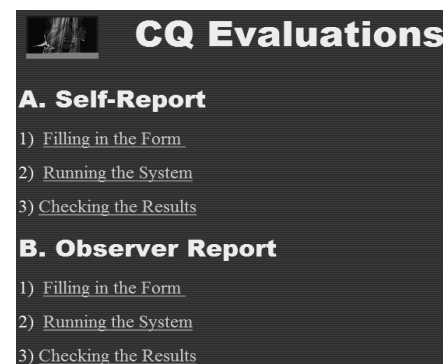 CQ Evaluations
A. Self-Report
1) Filling in the Form
2) Running the System
3) Checking the Results
B. Observer Report
1) Filling in the Form
2) Running the System
3) Checking the Results